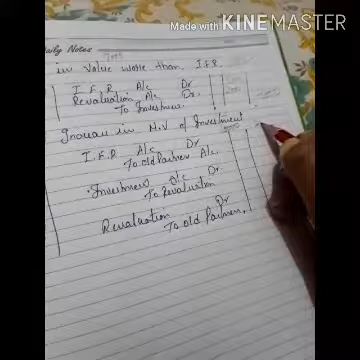 Made with KINEMASTER
Daily Notes
in value more than I.F.R.
I.F.R A/c Dr
Revaluation A/c Dr.
To Investment
Increase in M.V of Investment
I.F.R A/c Dr
To Old Partner A/c.
Investment A/c Dr.
To Revaluation
Revaluation Dr
To Old Partner.